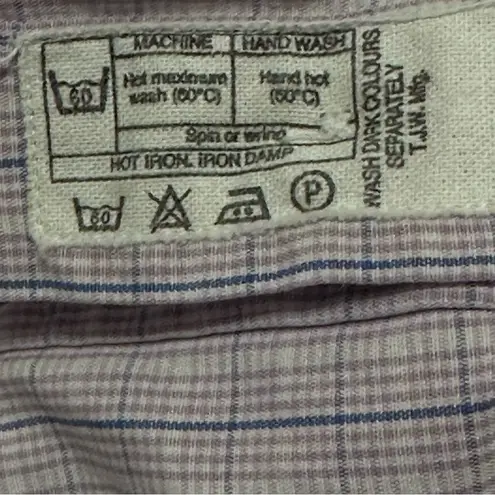 MACHINE HAND WASH
60
Hot maximum wash (60°C)
Hand hot (50°C)
Spin or wring
HOT IRON. IRON DAMP
60 P
WASH DARK COLOURS
SEPARATELY
T.J.W. Mfg.